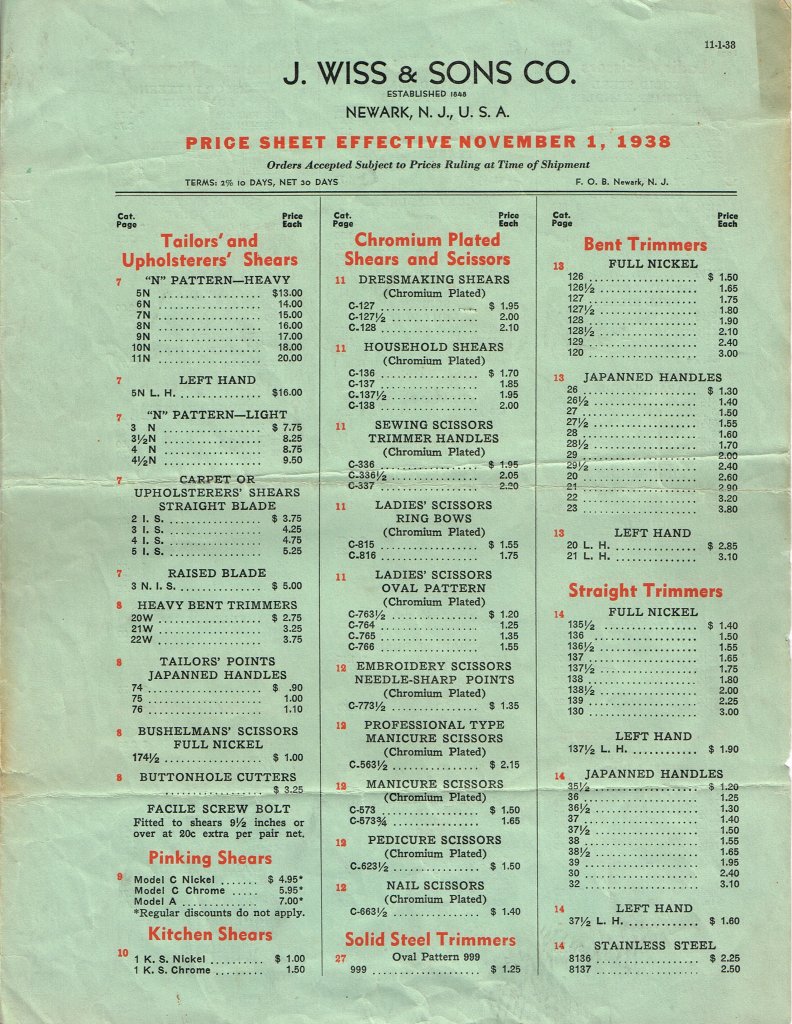 11-1-38
J. WISS & SONS CO.
ESTABLISHED 1848
NEWARK, N. J., U. S. A.
PRICE SHEET EFFECTIVE NOVEMBER 1, 1938
Orders Accepted Subject to Prices Ruling at Time of Shipment
TERMS: 2% 10 DAYS, NET 30 DAYS F. O. B. Newark, N. J.
Cat. Page Price Each
Tailors' and
Upholsterers' Shears
7 "N" PATTERN—HEAVY
5N $13.00
6N 14.00
7N 15.00
8N 16.00
9N 17.00
10N 18.00
11N 20.00
7 LEFT HAND
5N L. H. $16.00
7 "N" PATTERN—LIGHT
3 N $ 7.75
3½N 8.25
4 N 8.75
4½N 9.50
7 CARPET OR
UPHOLSTERERS' SHEARS
STRAIGHT BLADE
2 I. S. $ 3.75
3 I. S. 4.25
4 I. S. 4.75
5 I. S. 5.25
7 RAISED BLADE
3 N. I. S. $ 5.00
8 HEAVY BENT TRIMMERS
20W $ 2.75
21W 3.25
22W 3.75
8 TAILORS' POINTS
JAPANNED HANDLES
74 $ .90
75 1.00
76 1.10
8 BUSHELMANS' SCISSORS
FULL NICKEL
174½ $ 1.00
8 BUTTONHOLE CUTTERS
$ 3.25
FACILE SCREW BOLT
Fitted to shears 9½ inches or
over at 20c extra per pair net.
Pinking Shears
9 Model C Nickel $ 4.95*
Model C Chrome 5.95*
Model A 7.00*
*Regular discounts do not apply.
Kitchen Shears
10 1 K. S. Nickel $ 1.00
1 K. S. Chrome 1.50
Cat. Page Price Each
Chromium Plated
Shears and Scissors
11 DRESSMAKING SHEARS
(Chromium Plated)
C-127 $ 1.95
C-127½ 2.00
C-128 2.10
11 HOUSEHOLD SHEARS
(Chromium Plated)
C-136 $ 1.70
C-137 1.85
C-137½ 1.95
C-138 2.00
11 SEWING SCISSORS
TRIMMER HANDLES
(Chromium Plated)
C-336 $ 1.95
C-336½ 2.05
C-337 2.20
11 LADIES' SCISSORS
RING BOWS
(Chromium Plated)
C-815 $ 1.55
C-816 1.75
11 LADIES' SCISSORS
OVAL PATTERN
(Chromium Plated)
C-763½ $ 1.20
C-764 1.25
C-765 1.35
C-766 1.55
12 EMBROIDERY SCISSORS
NEEDLE-SHARP POINTS
(Chromium Plated)
C-773½ $ 1.35
12 PROFESSIONAL TYPE
MANICURE SCISSORS
(Chromium Plated)
C-563½ $ 2.15
12 MANICURE SCISSORS
(Chromium Plated)
C-573 $ 1.50
C-573¾ 1.65
12 PEDICURE SCISSORS
(Chromium Plated)
C-623½ $ 1.50
12 NAIL SCISSORS
(Chromium Plated)
C-663½ $ 1.40
Solid Steel Trimmers
27 Oval Pattern 999
999 $ 1.25
Cat. Page Price Each
Bent Trimmers
13 FULL NICKEL
126 $ 1.50
126½ 1.65
127 1.75
127½ 1.80
128 1.90
128½ 2.10
129 2.40
120 3.00
13 JAPANNED HANDLES
26 $ 1.30
26½ 1.40
27 1.50
27½ 1.55
28 1.60
28½ 1.70
29 2.00
29½ 2.40
20 2.60
21 2.90
22 3.20
23 3.80
13 LEFT HAND
20 L. H. $ 2.85
21 L. H. 3.10
Straight Trimmers
14 FULL NICKEL
135½ $ 1.40
136 1.50
136½ 1.55
137 1.65
137½ 1.75
138 1.80
138½ 2.00
139 2.25
130 3.00
LEFT HAND
137½ L. H. $ 1.90
14 JAPANNED HANDLES
35½ $ 1.20
36 1.25
36½ 1.30
37 1.40
37½ 1.50
38 1.55
38½ 1.65
39 1.95
30 2.40
32 3.10
14 LEFT HAND
37½ L. H. $ 1.60
14 STAINLESS STEEL
8136 $ 2.25
8137 2.50